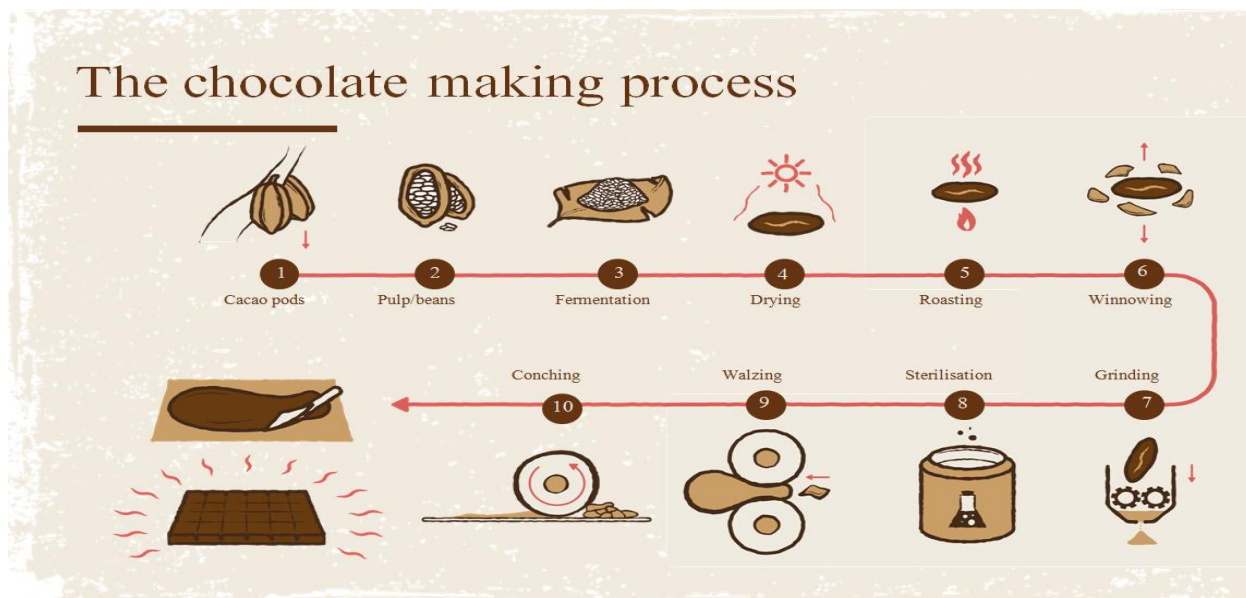 The chocolate making process
1 2 3 4 5 6
Cacao pods Pulp/beans Fermentation Drying Roasting Winnowing
Conching Walzing Sterilisation Grinding
10 9 8 7